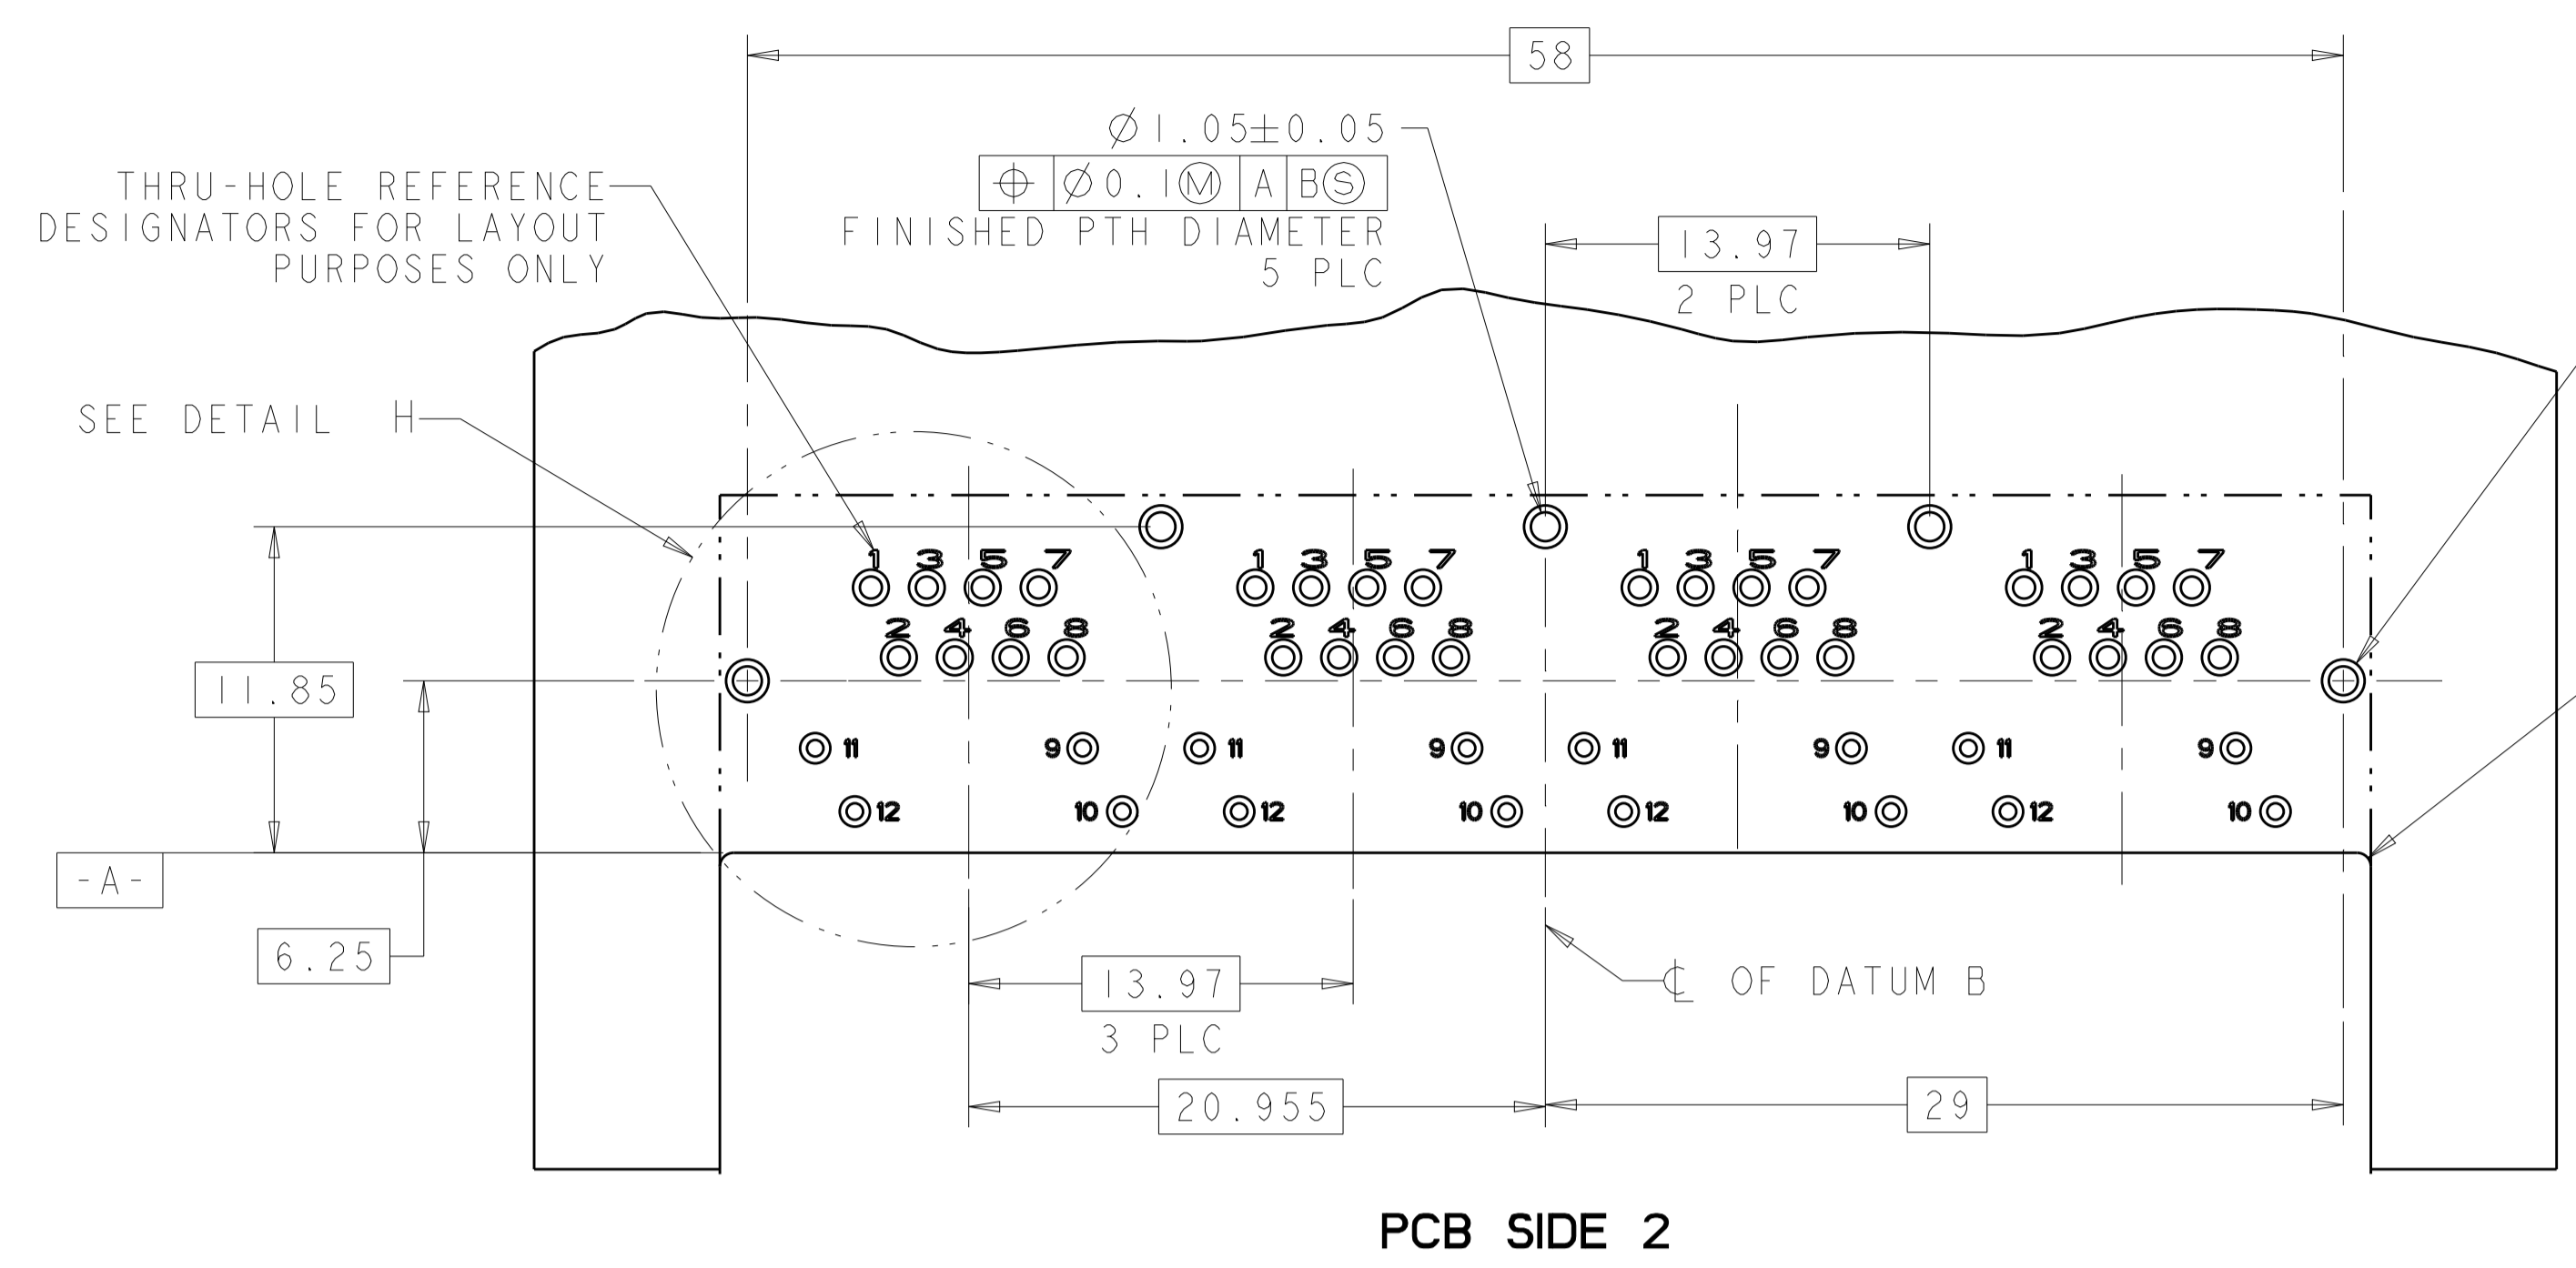 58
⌀1.05±0.05
⌖ ⌀0.1Ⓜ A BⓈ
FINISHED PTH DIAMETER
5 PLC
THRU-HOLE REFERENCE
DESIGNATORS FOR LAYOUT
PURPOSES ONLY
13.97
2 PLC
SEE DETAIL H
1 3 5 7 1 3 5 7 1 3 5 7 1 3 5 7
2 4 6 8 2 4 6 8 2 4 6 8 2 4 6 8
11.85
11 9 11 9 11 9 11 9
12 10 12 10 12 10 12 10
-A-
6.25
13.97
3 PLC
℄ OF DATUM B
20.955
29
PCB SIDE 2